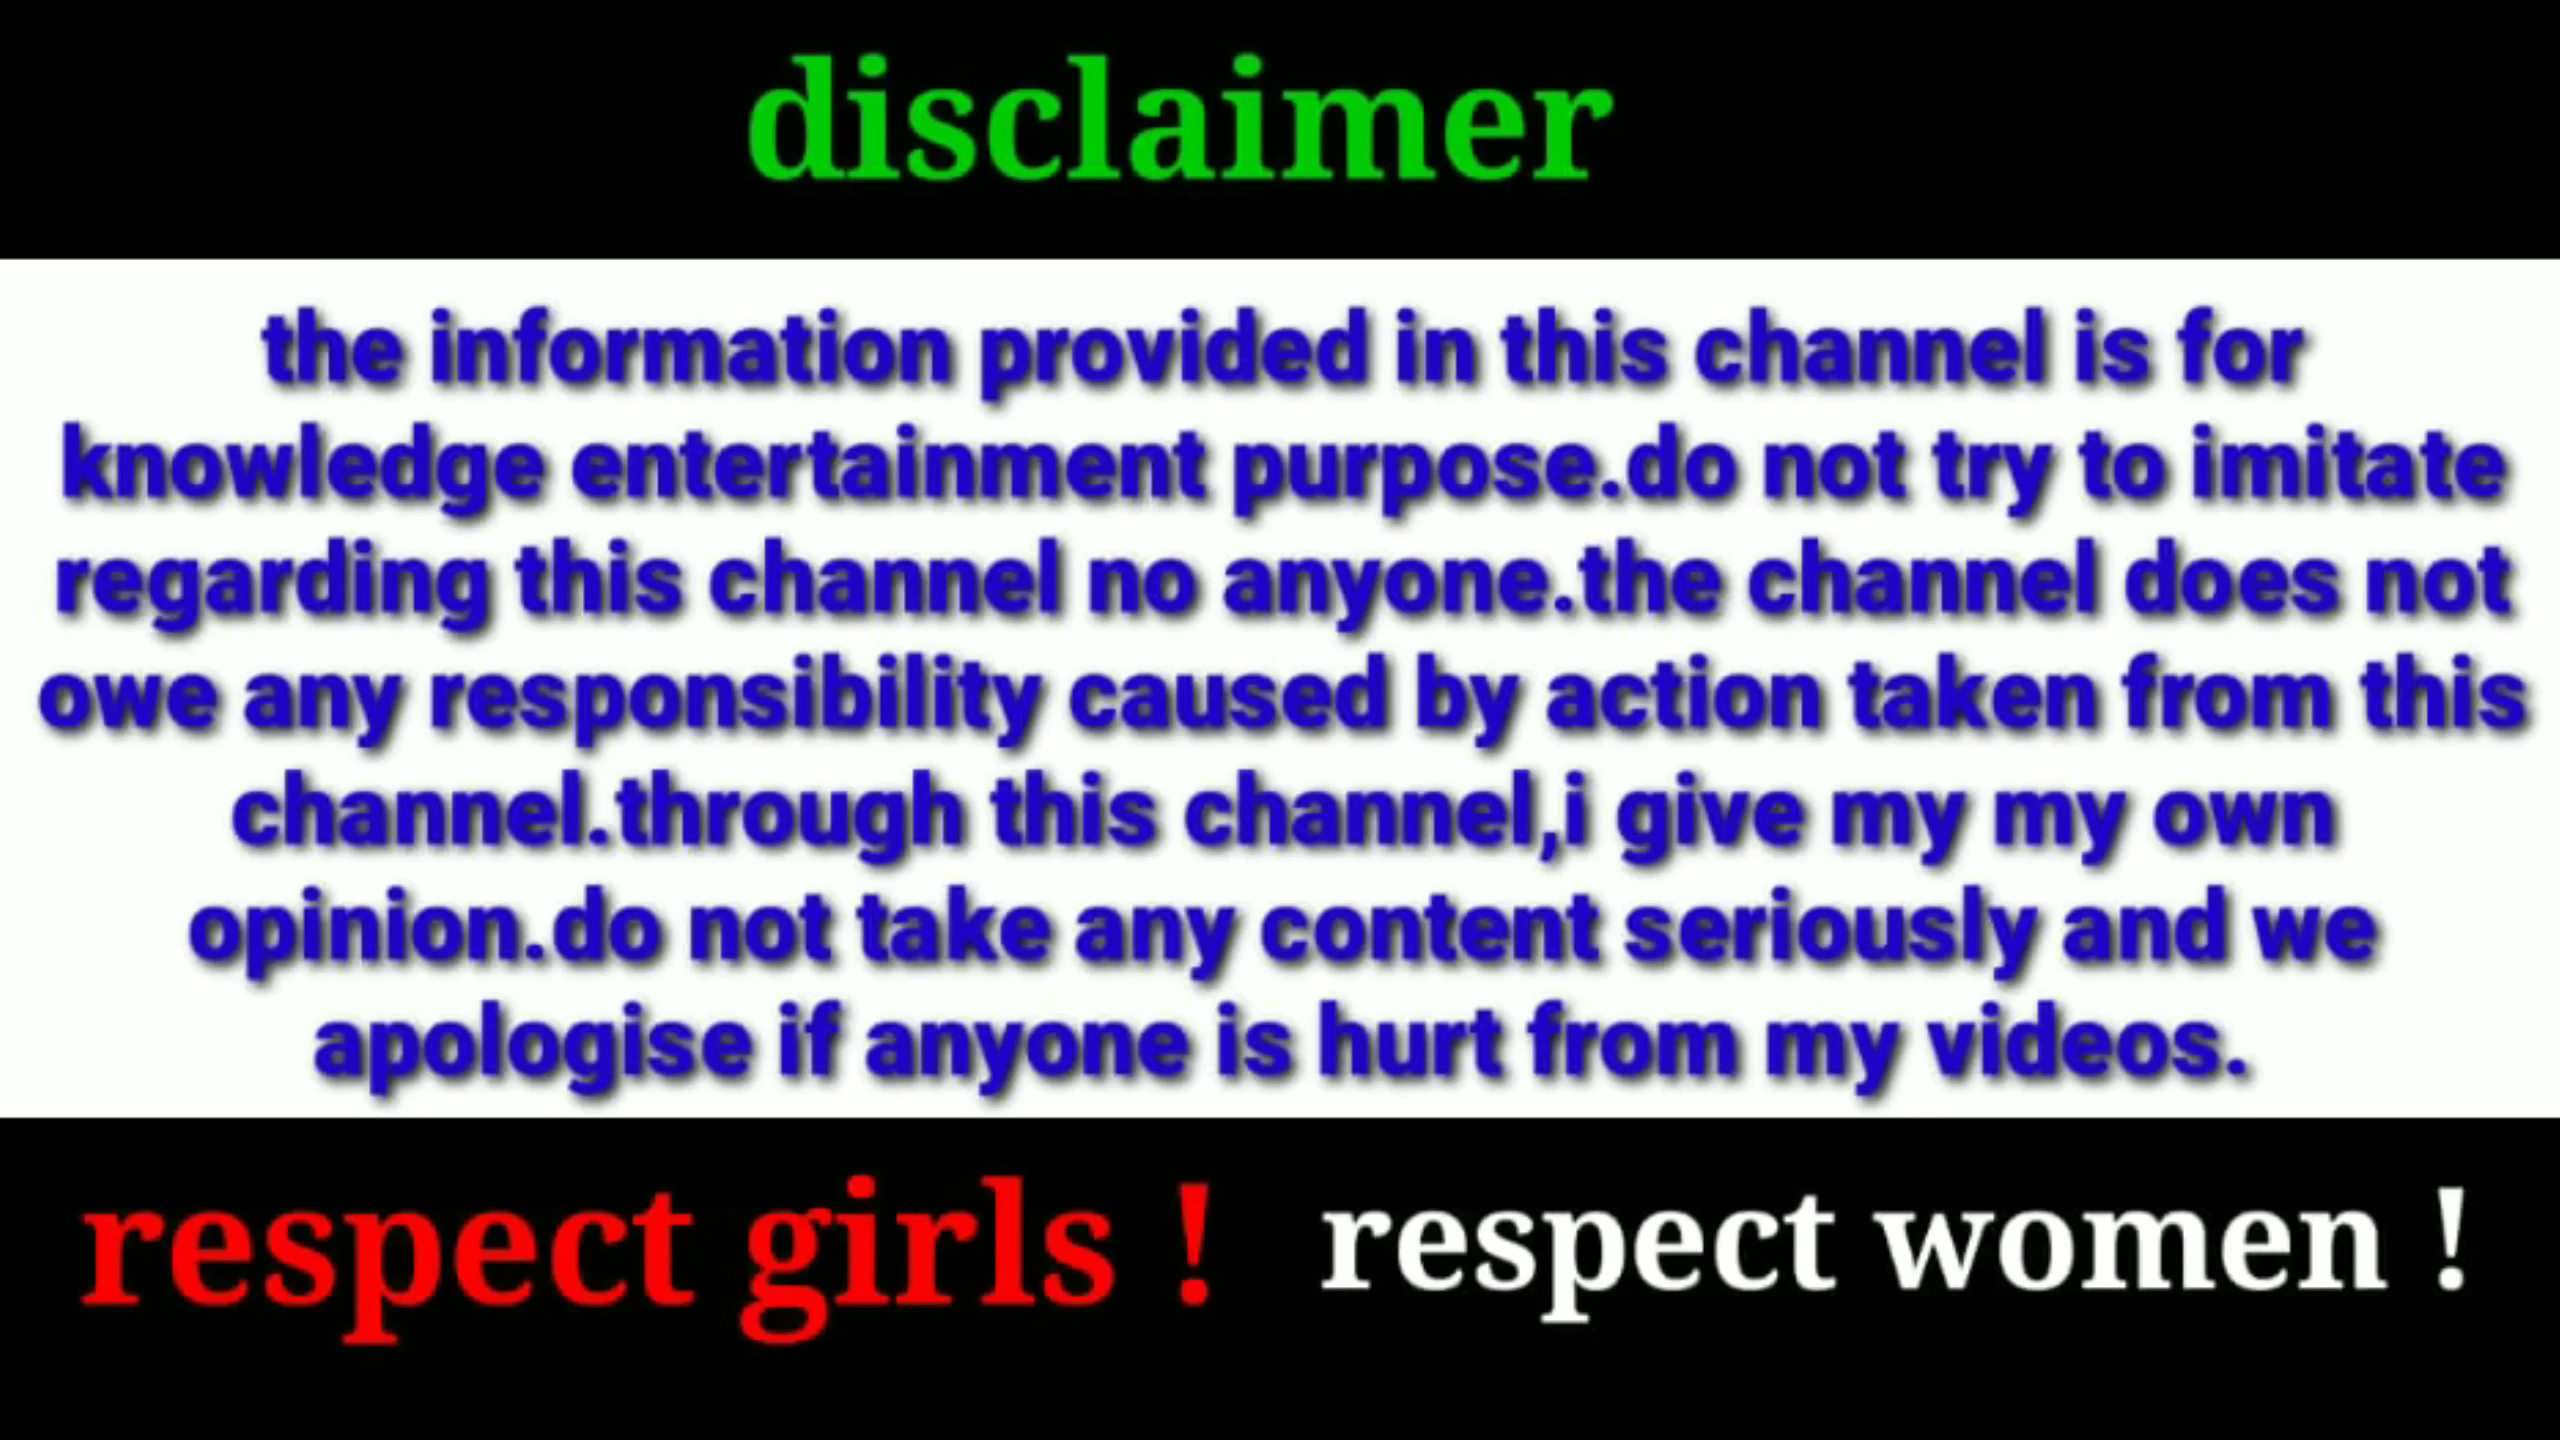 disclaimer
the information provided in this channel is for
knowledge entertainment purpose.do not try to imitate
regarding this channel no anyone.the channel does not
owe any responsibility caused by action taken from this
channel.through this channel,i give my my own
opinion.do not take any content seriously and we
apologise if anyone is hurt from my videos.
respect girls ! respect women !